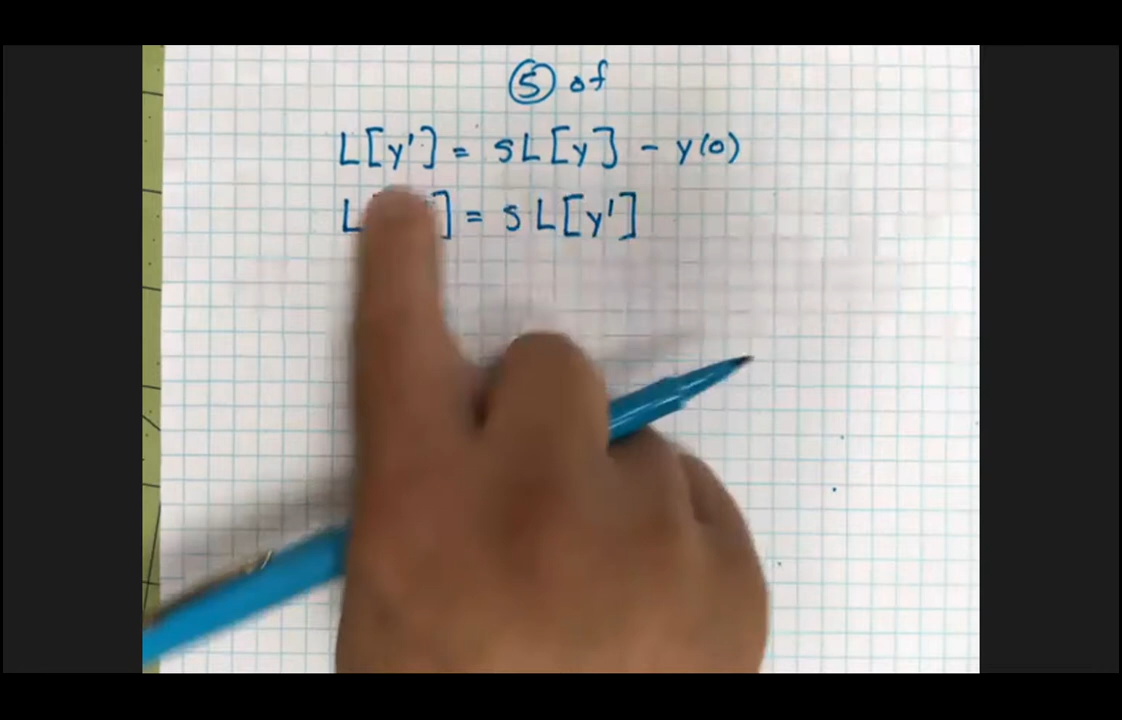 ⑤ of
L[y'] = sL[y] - y(0)
L ] = sL[y']